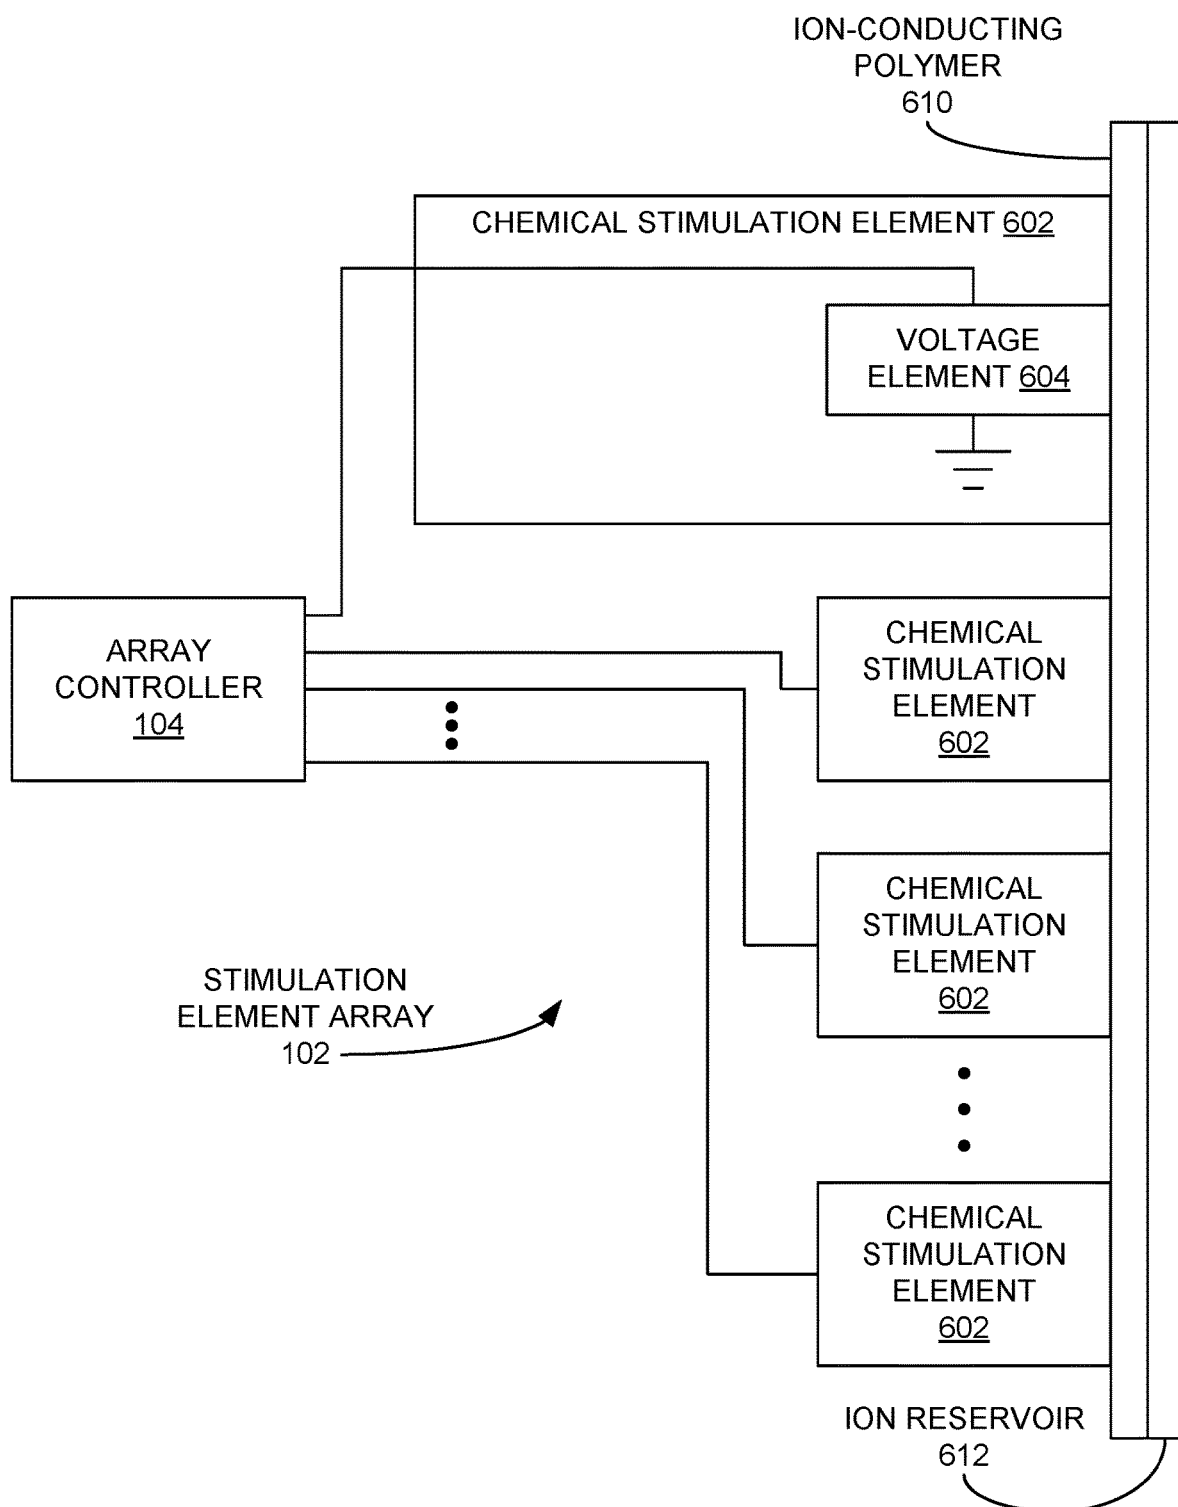 ION-CONDUCTING
POLYMER
610
CHEMICAL STIMULATION ELEMENT 602
VOLTAGE
ELEMENT 604
ARRAY
CONTROLLER
104
CHEMICAL
STIMULATION
ELEMENT
602
CHEMICAL
STIMULATION
ELEMENT
602
STIMULATION
ELEMENT ARRAY
102
CHEMICAL
STIMULATION
ELEMENT
602
ION RESERVOIR
612